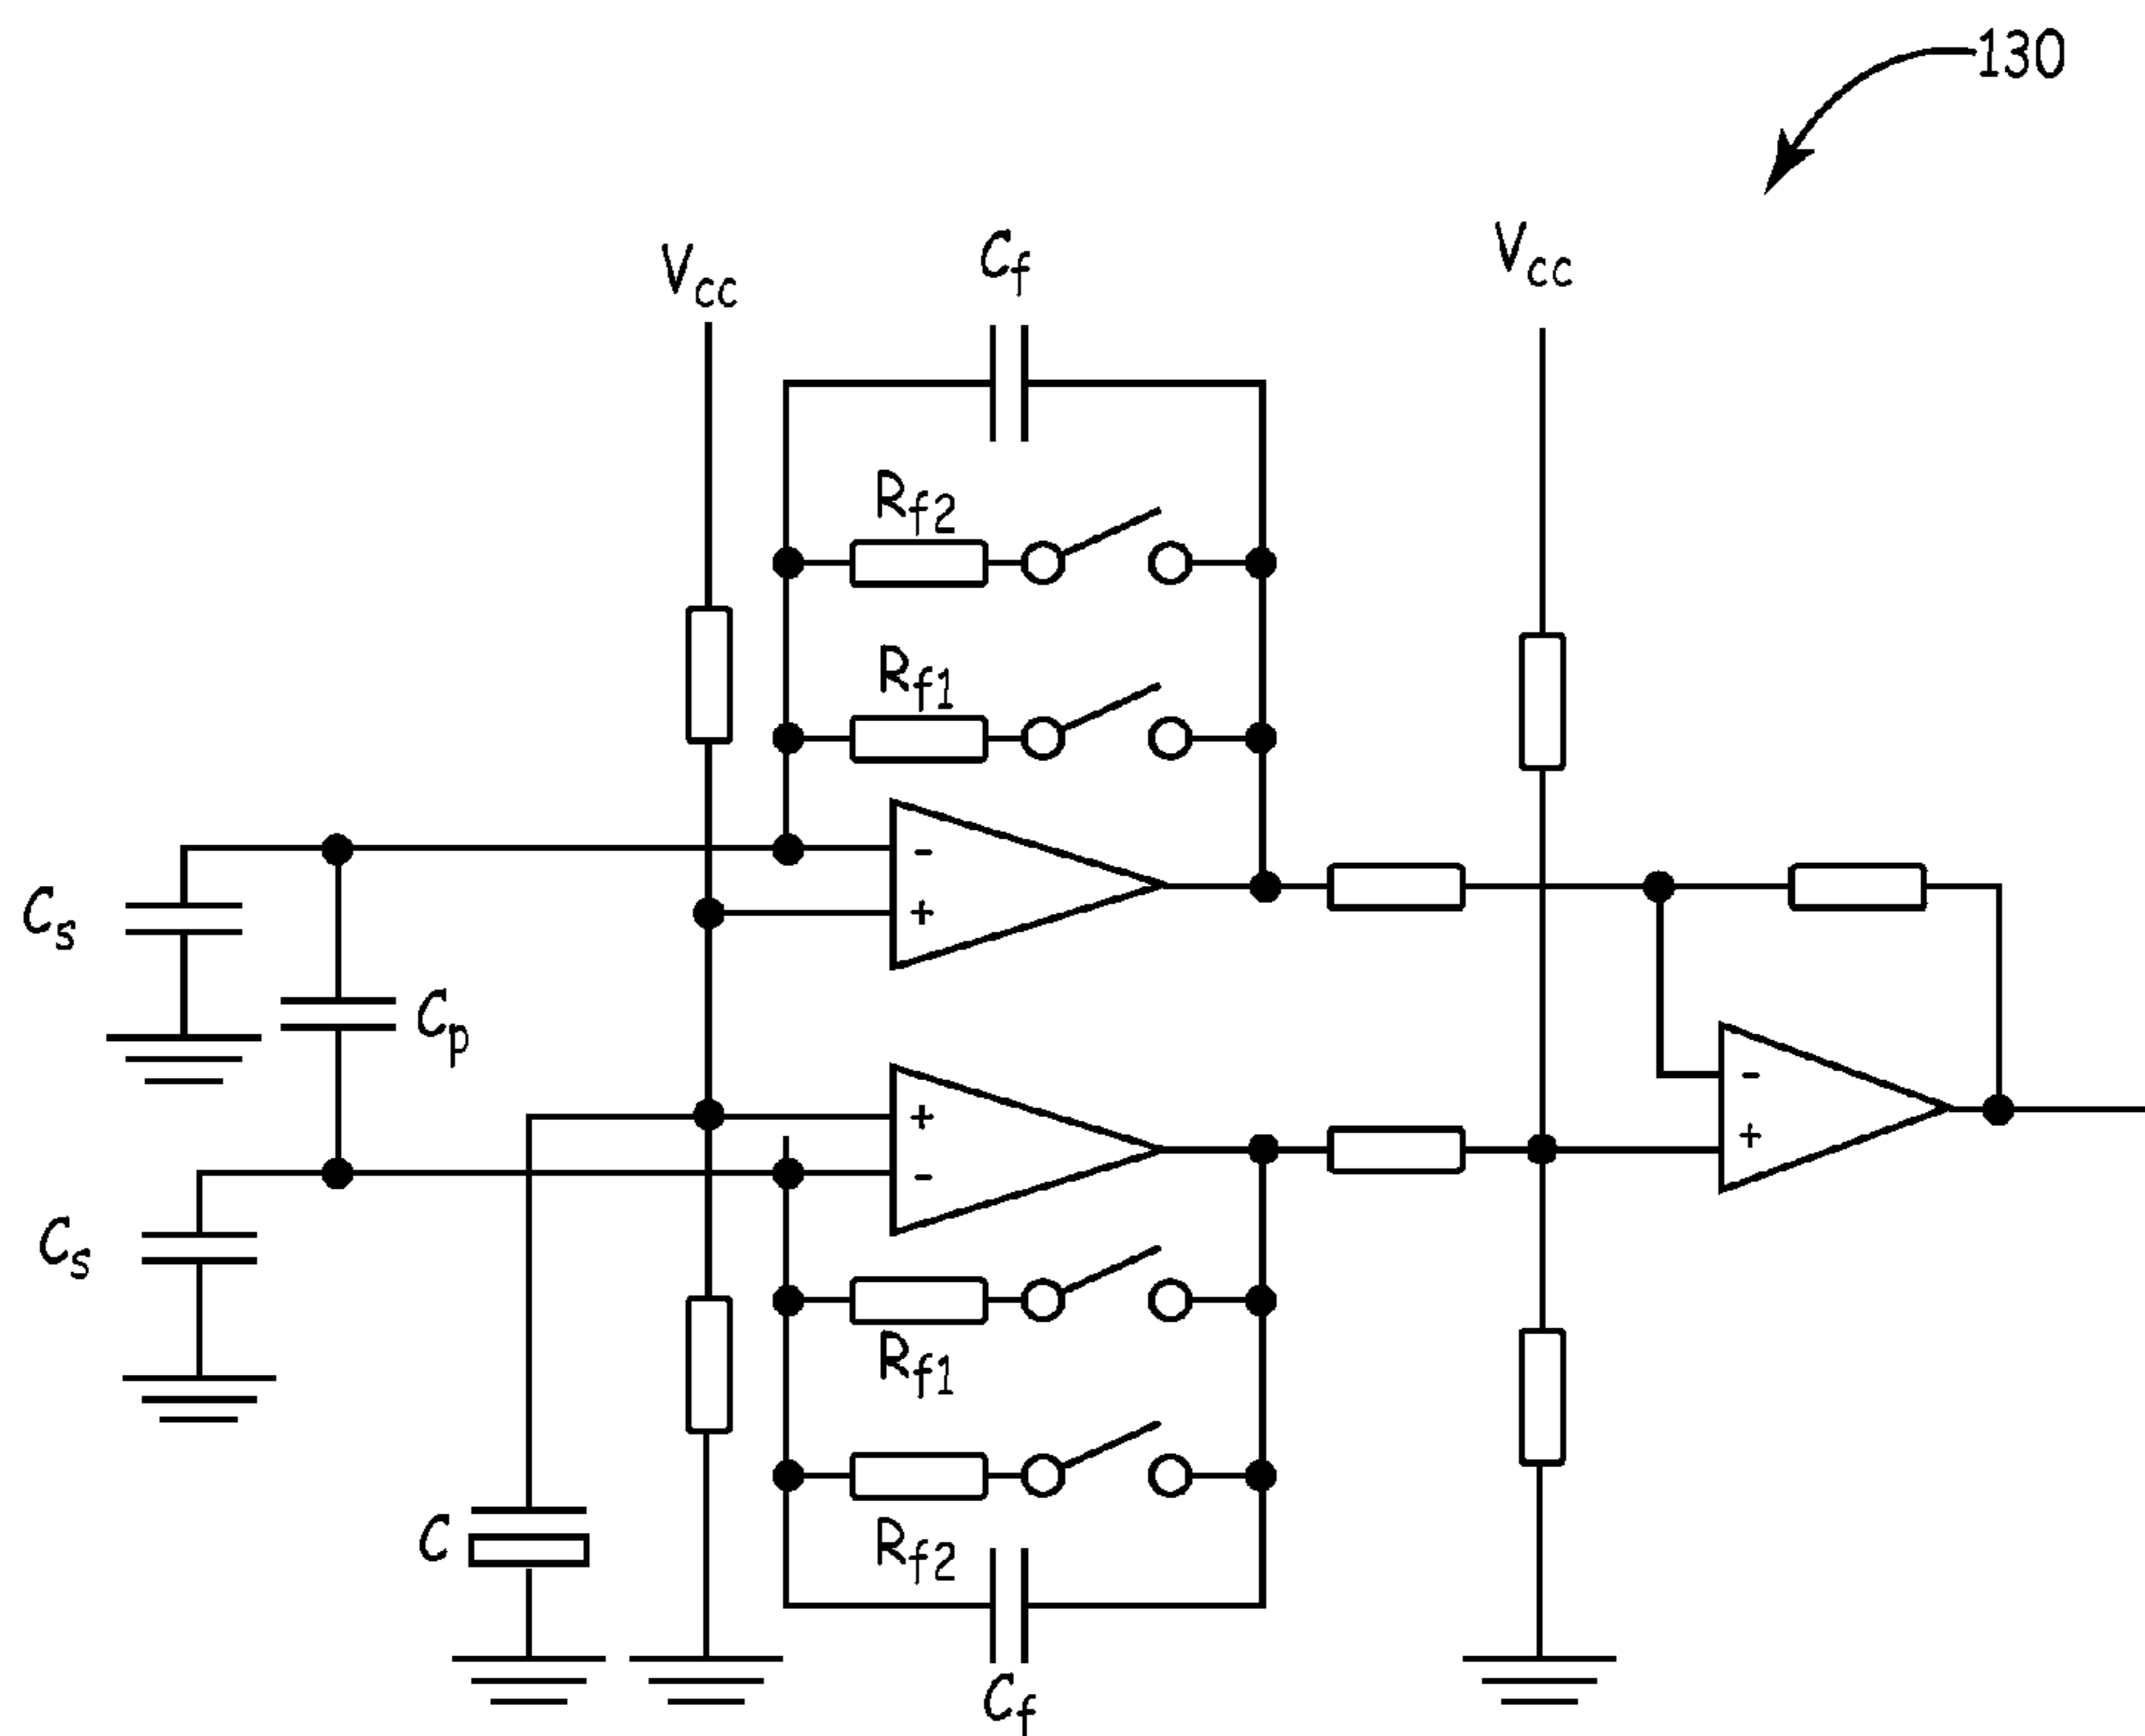 130
Vcc
Cf
Vcc
Rf2
Rf1
-
+
Cs
Cp
-
+
+
-
Cs
Rf1
C
Rf2
Cf